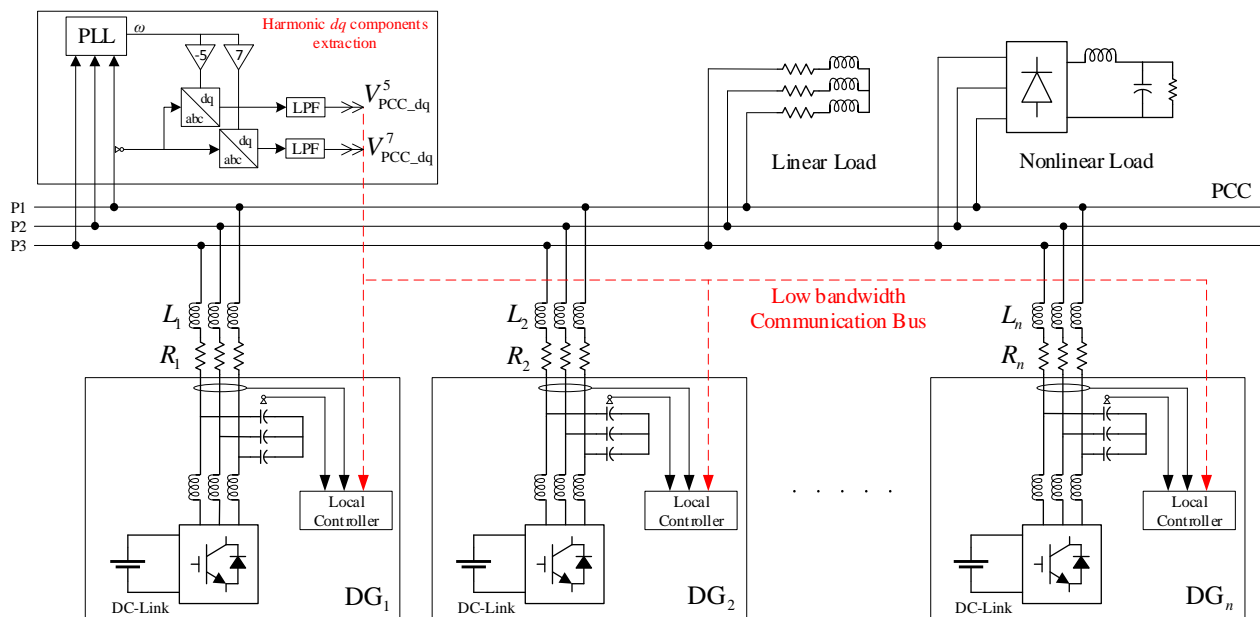 PLL
ω
-5
7
Harmonic dq components
extraction
dq
abc
LPF
V⁵PCC_dq
dq
abc
LPF
V⁷PCC_dq
Linear Load
Nonlinear Load
PCC
P1
P2
P3
Low bandwidth
Communication Bus
L₁
R₁
L₂
R₂
Lₙ
Rₙ
Local
Controller
DC-Link
DG₁
Local
Controller
DC-Link
DG₂
. . . . .
Local
Controller
DC-Link
DGₙ